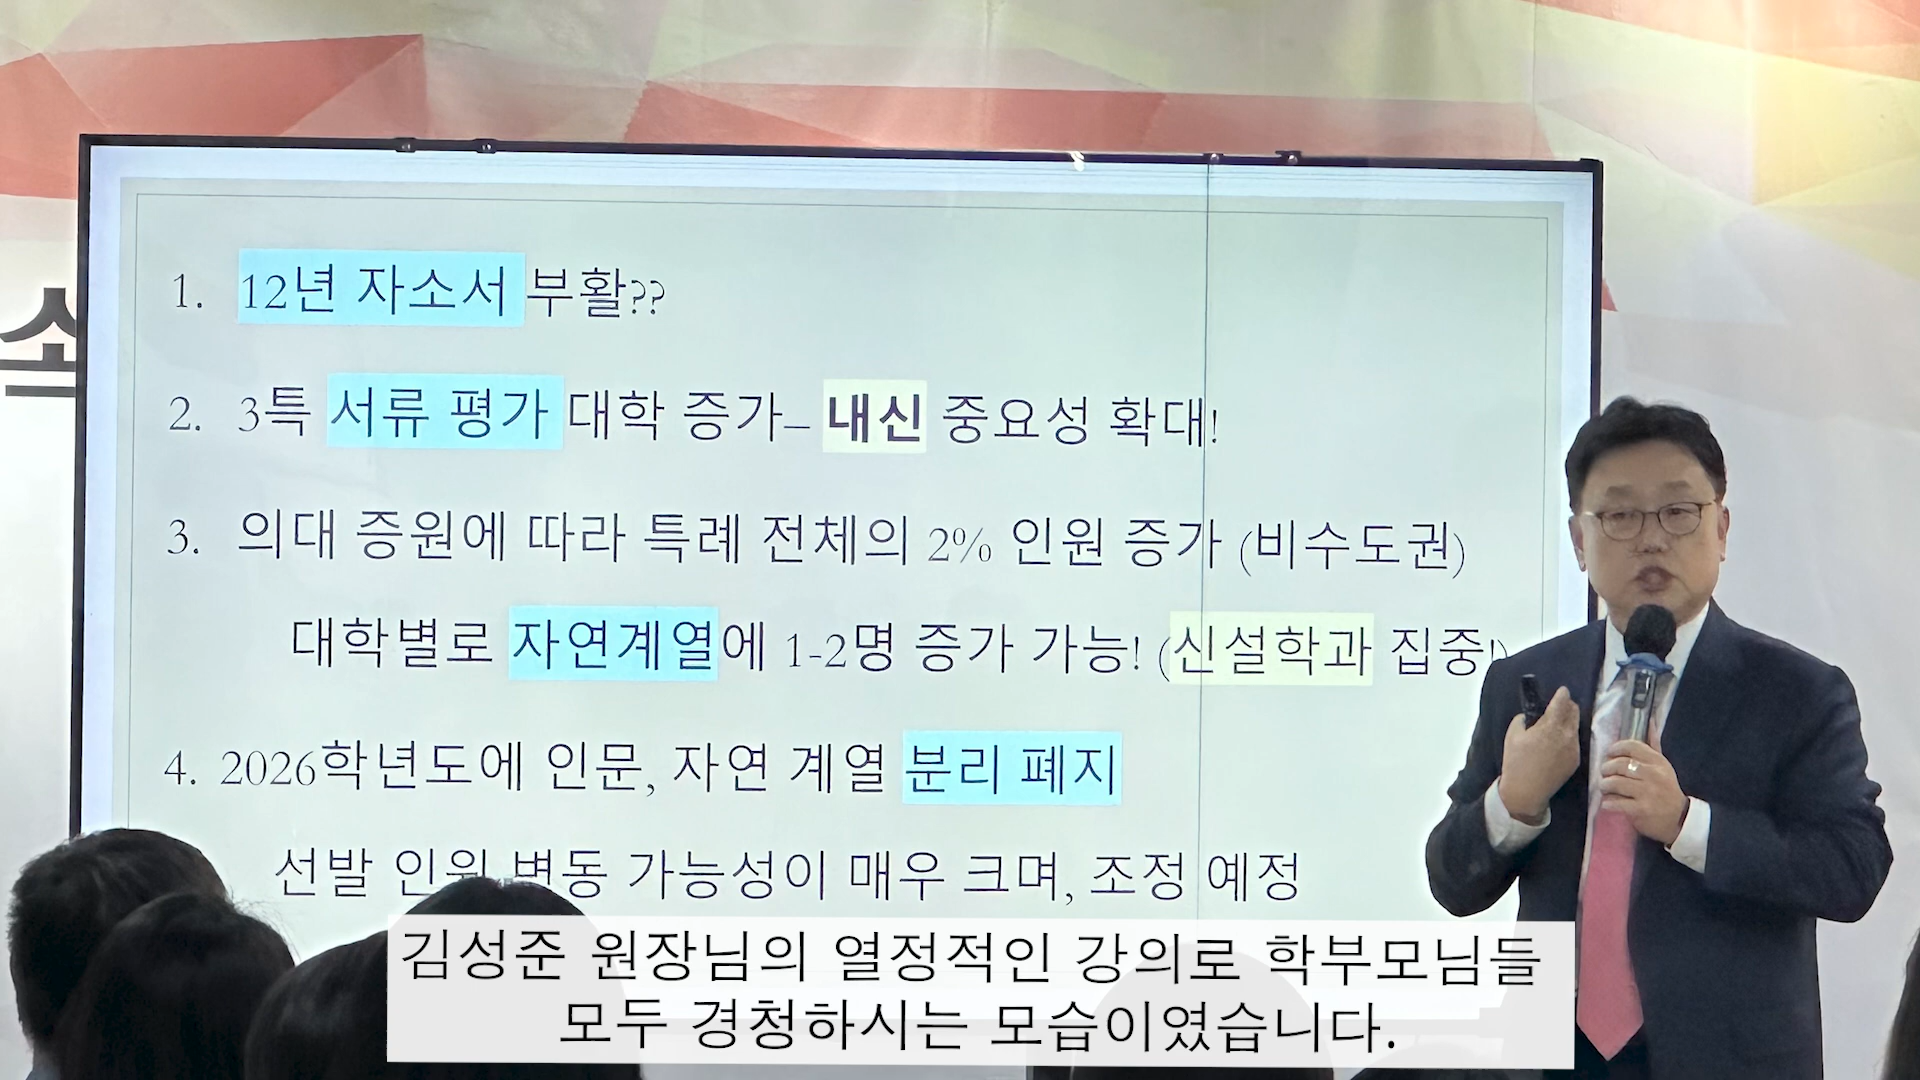 속
1. 12년 자소서 부활??
2. 3특 서류 평가 대학 증가– 내신 중요성 확대!
3. 의대 증원에 따라 특례 전체의 2% 인원 증가 (비수도권)
대학별로 자연계열에 1-2명 증가 가능! (신설학과 집중!)
4. 2026학년도에 인문, 자연 계열 분리 폐지
선발 인원 변동 가능성이 매우 크며, 조정 예정
김성준 원장님의 열정적인 강의로 학부모님들
모두 경청하시는 모습이였습니다.